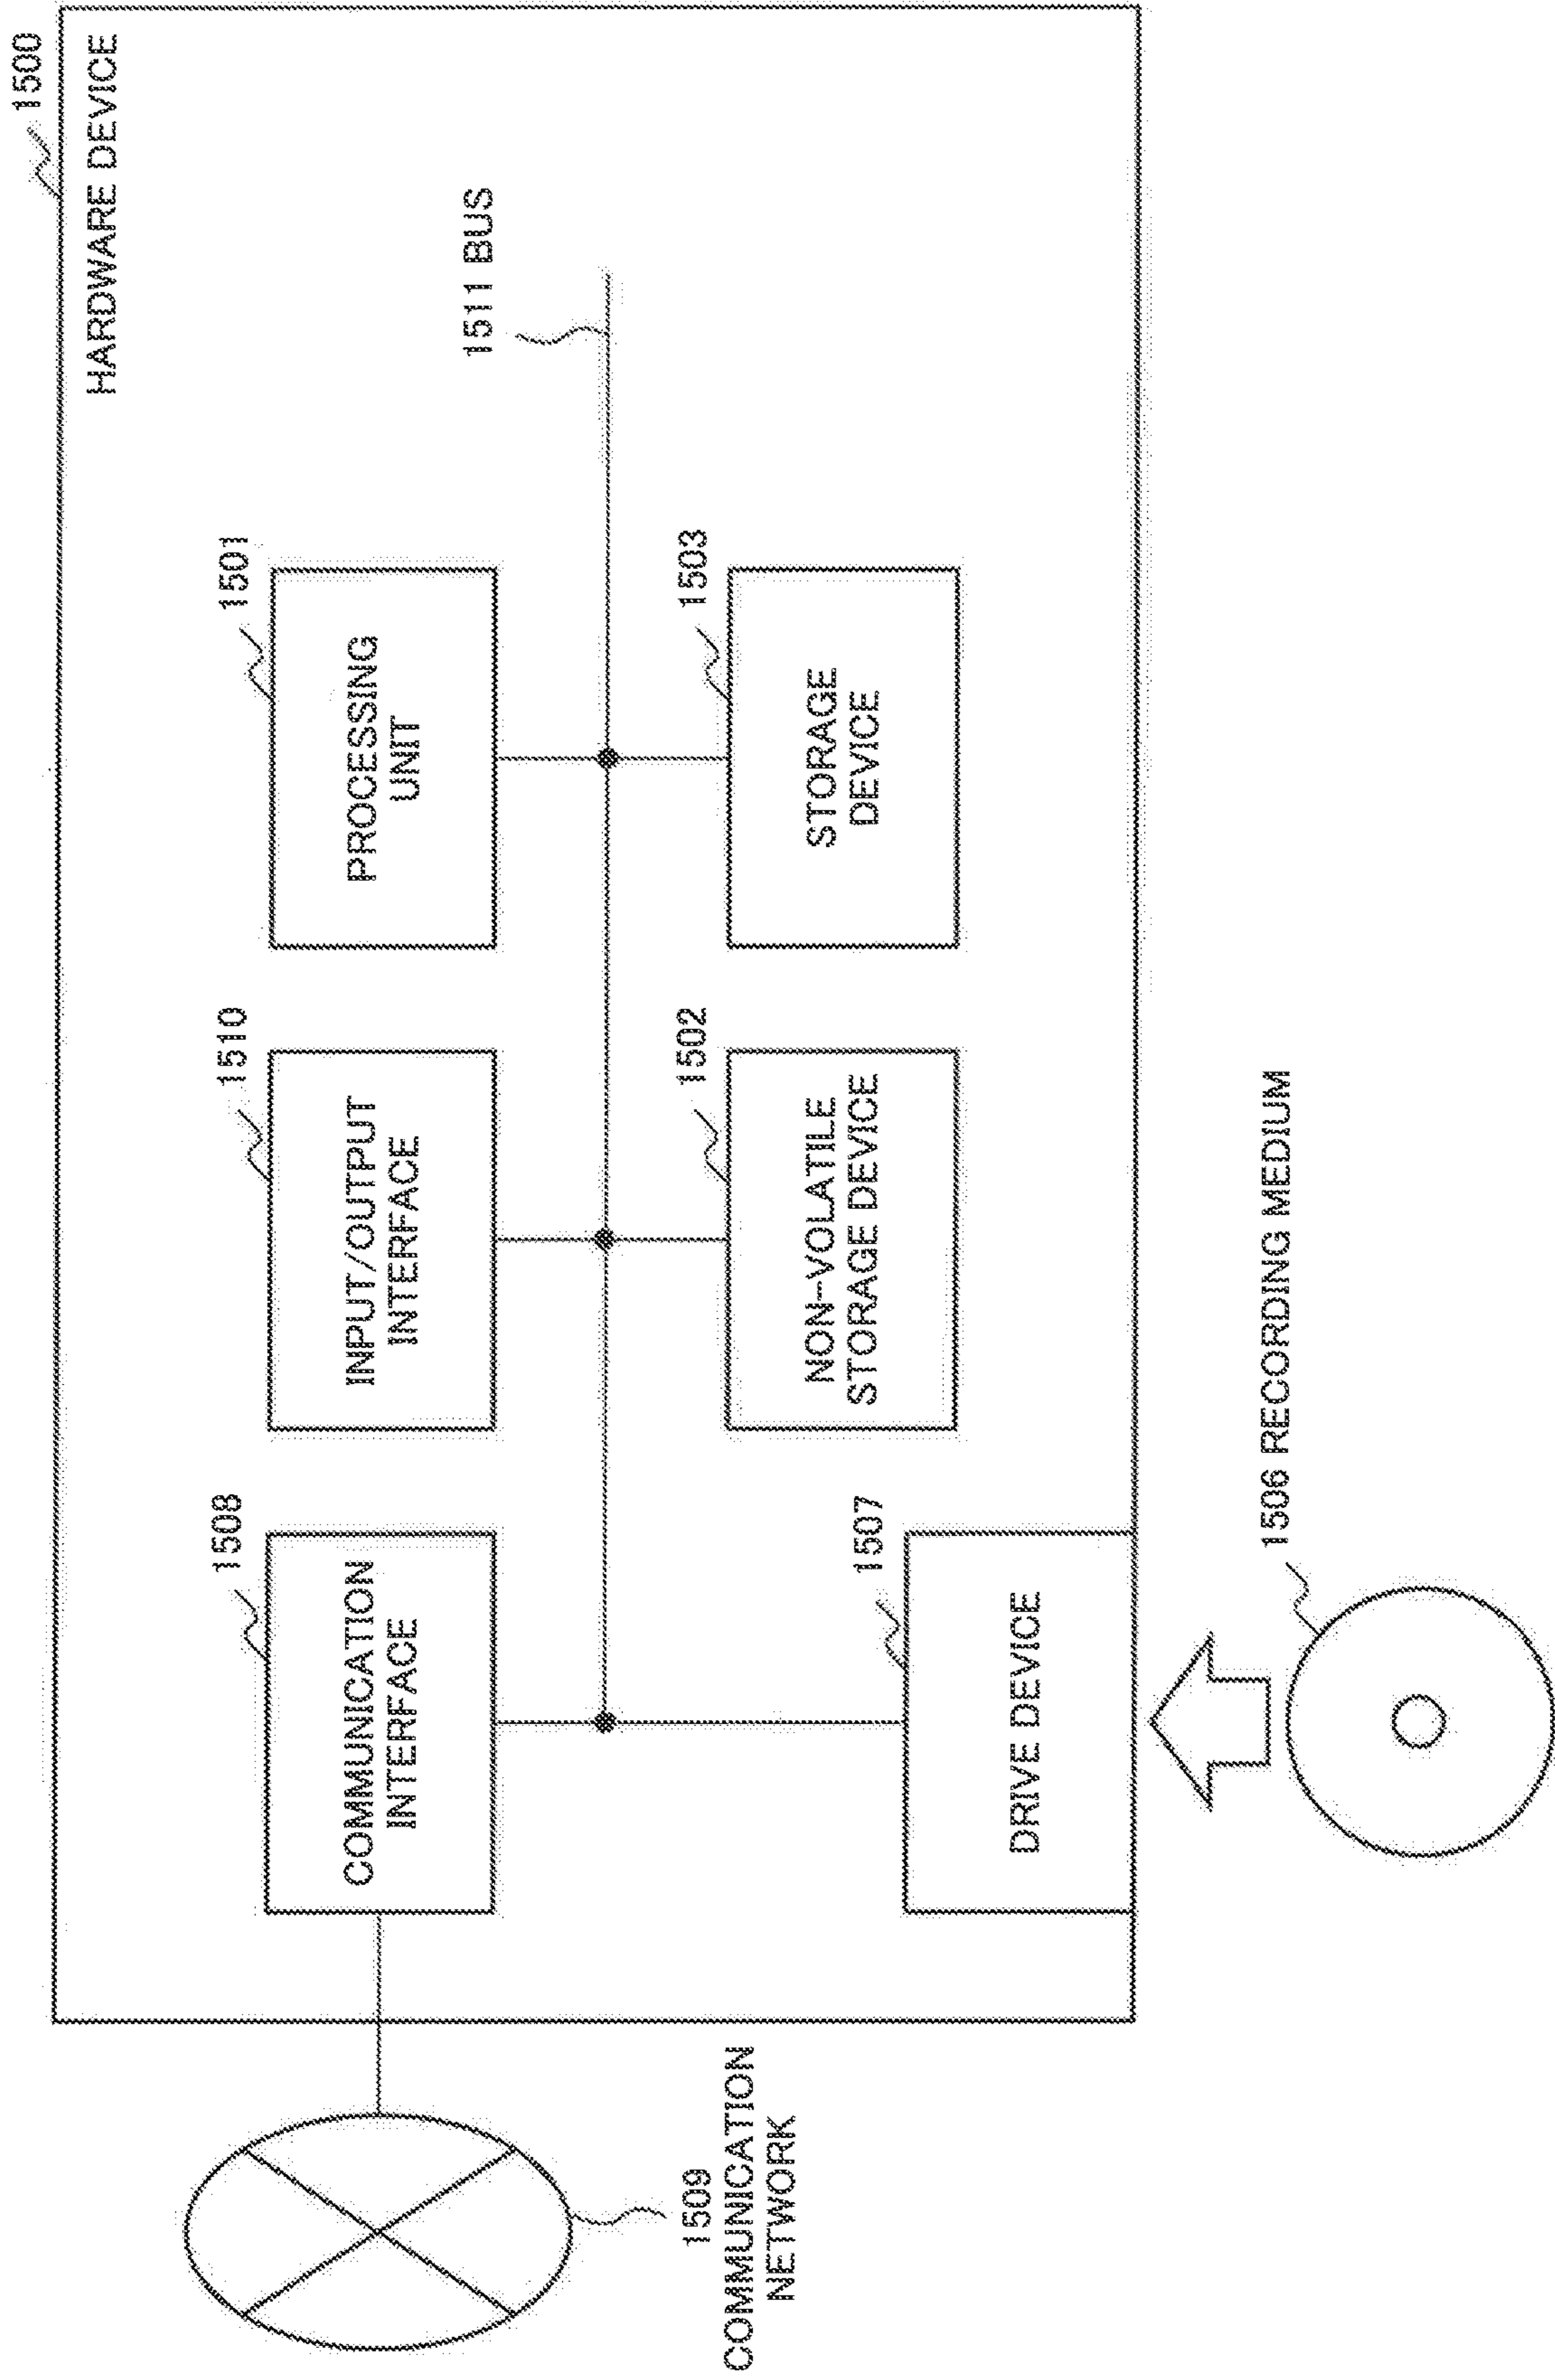 1500
HARDWARE DEVICE
1508
COMMUNICATION
INTERFACE
1510
INPUT/OUTPUT
INTERFACE
1501
PROCESSING
UNIT
1511 BUS
1509
COMMUNICATION
NETWORK
1507
DRIVE DEVICE
1502
NON-VOLATILE
STORAGE DEVICE
1503
STORAGE
DEVICE
1506 RECORDING MEDIUM